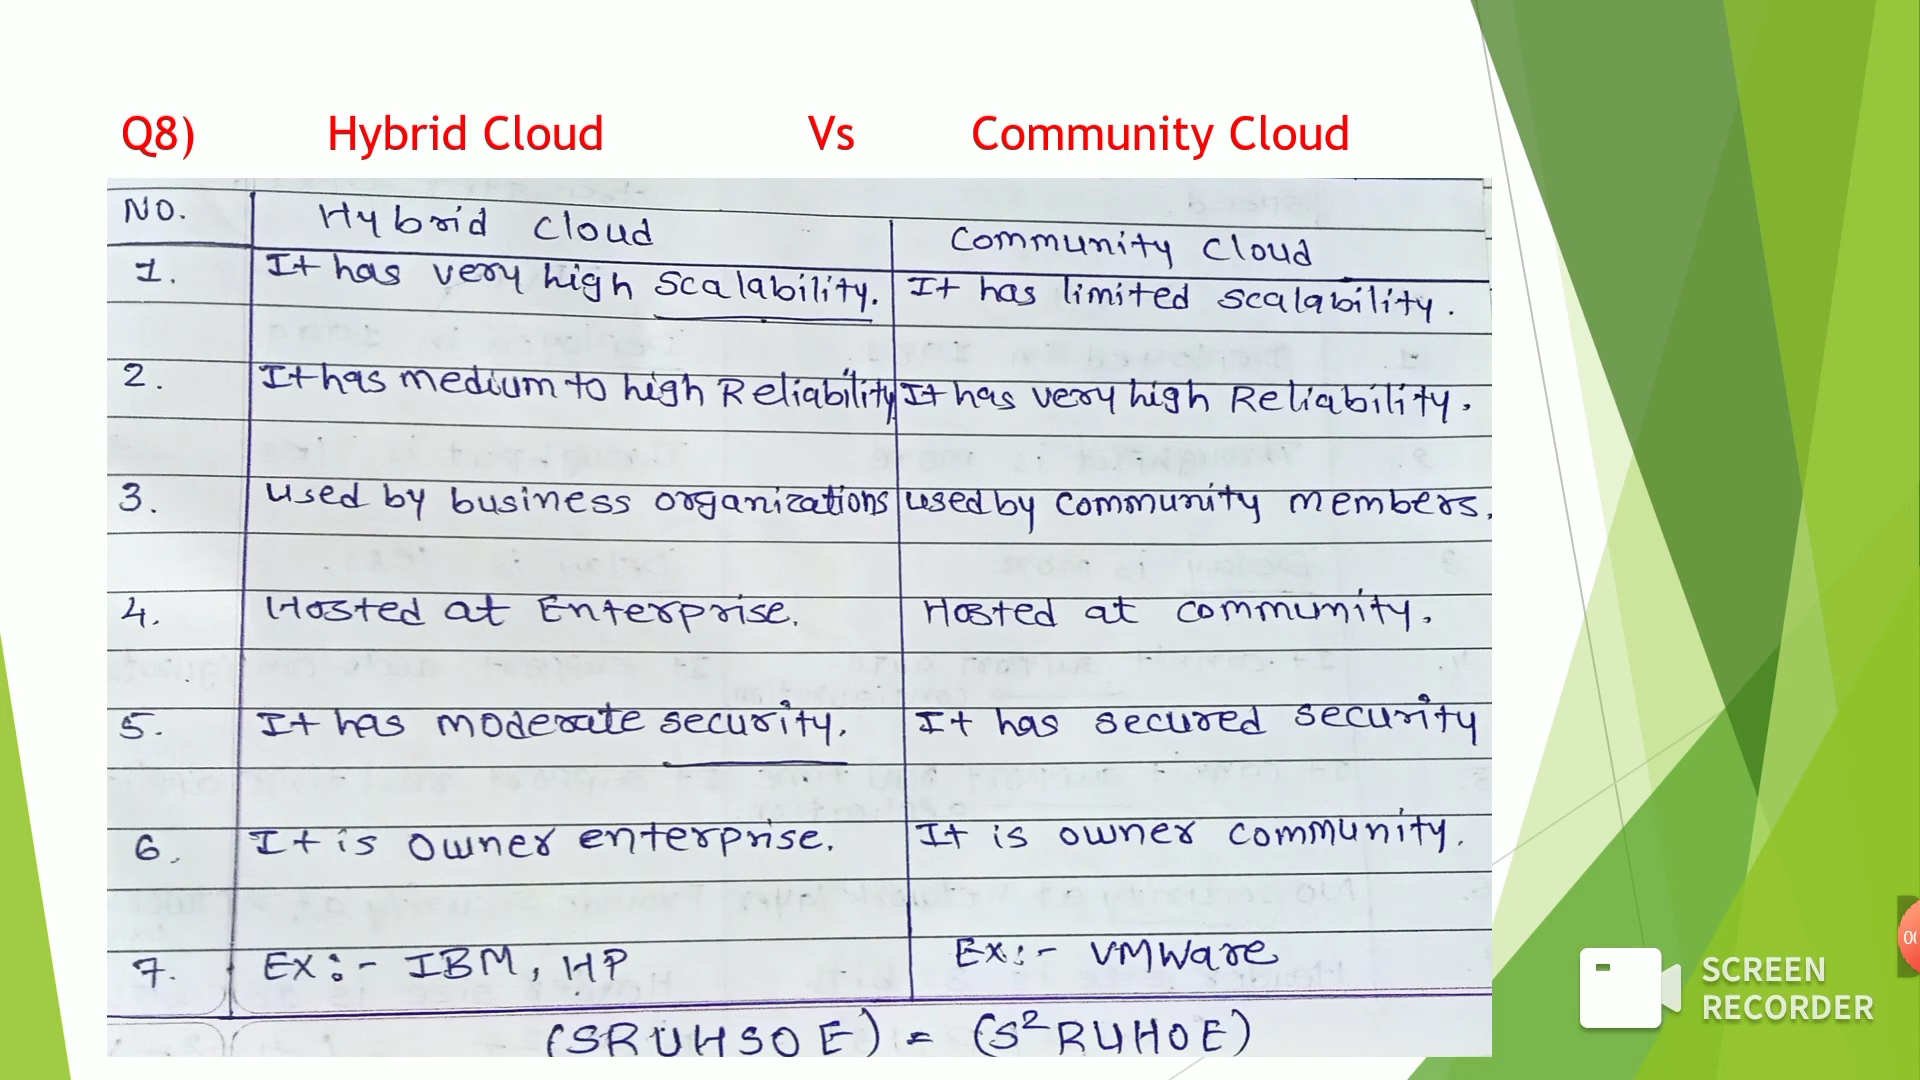 Q8) Hybrid Cloud Vs Community Cloud
NO. Hybrid Cloud Community Cloud
1. It has very high Scalability. It has limited scalability.
2. It has medium to high Reliability It has very high Reliability.
3. used by business organizations used by community members.
4. Hosted at Enterprise. Hosted at community.
5. It has moderate security. It has secured security
6. It is owner enterprise. It is owner community.
7. Ex:- IBM, HP Ex:- VMWare
(SRUHSOE) = (S²RUHOE)
SCREEN
RECORDER